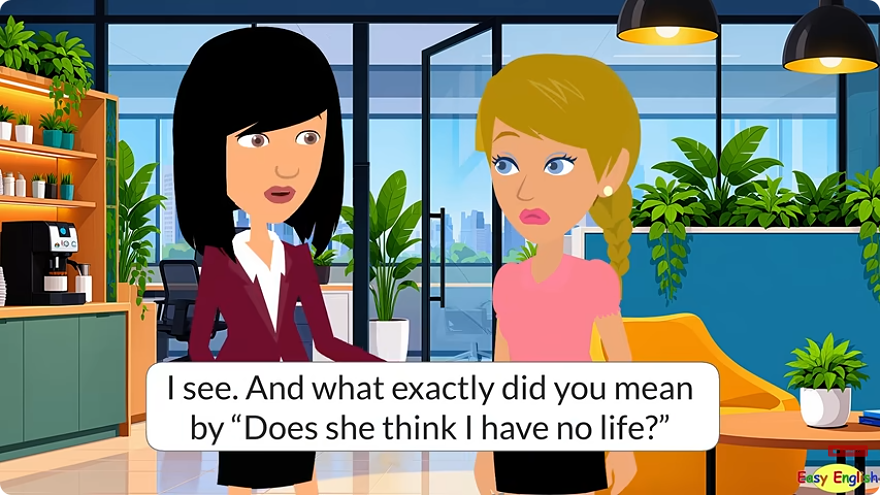 I see. And what exactly did you mean
by “Does she think I have no life?”
Easy English